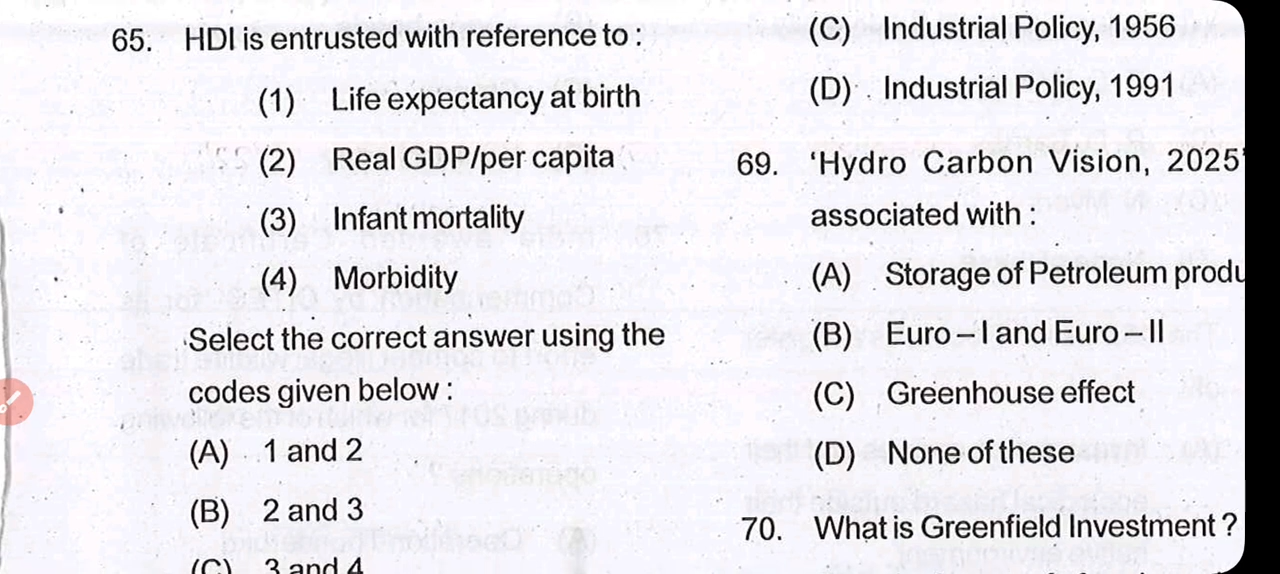 65. HDI is entrusted with reference to :
(1) Life expectancy at birth
(2) Real GDP/per capita
(3) Infant mortality
(4) Morbidity
Select the correct answer using the
codes given below :
(A) 1 and 2
(B) 2 and 3
(C) 3 and 4
(C) Industrial Policy, 1956
(D) Industrial Policy, 1991
69. ‘Hydro Carbon Vision, 2025’
associated with :
(A) Storage of Petroleum produ
(B) Euro – I and Euro – II
(C) Greenhouse effect
(D) None of these
70. What is Greenfield Investment ?